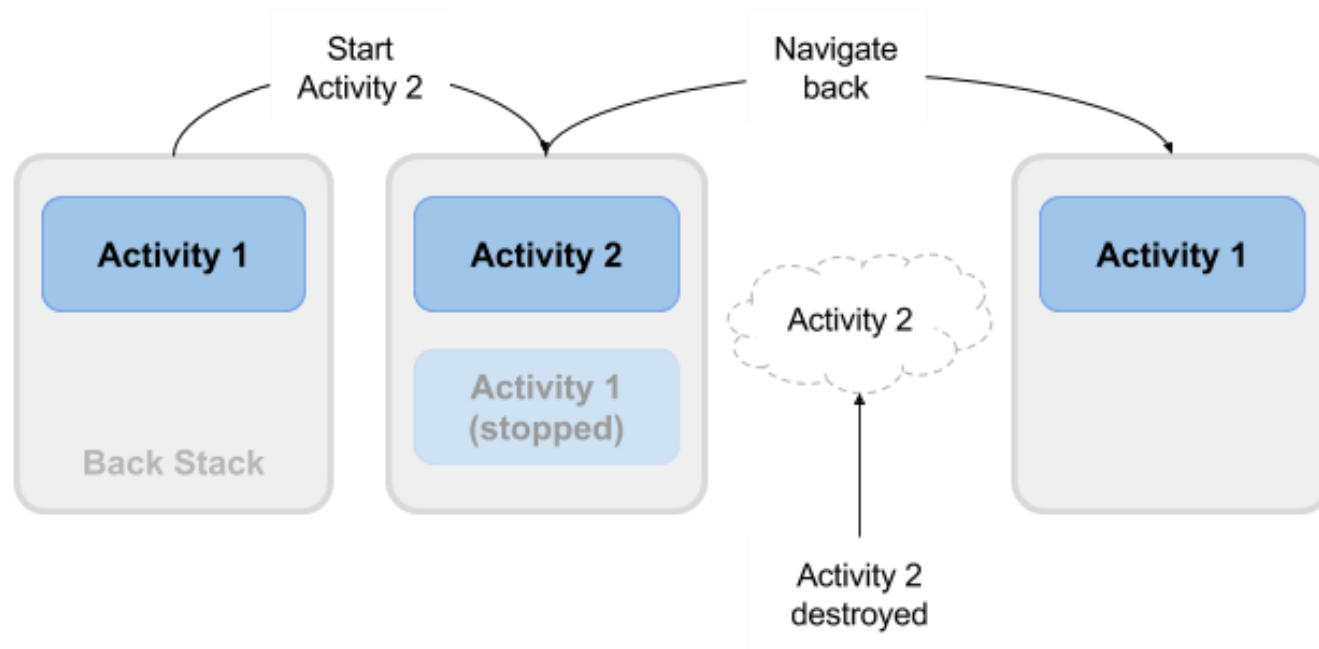 Start
Activity 2
Navigate
back
Activity 1
Back Stack
Activity 2
Activity 1
(stopped)
Activity 2
Activity 2
destroyed
Activity 1